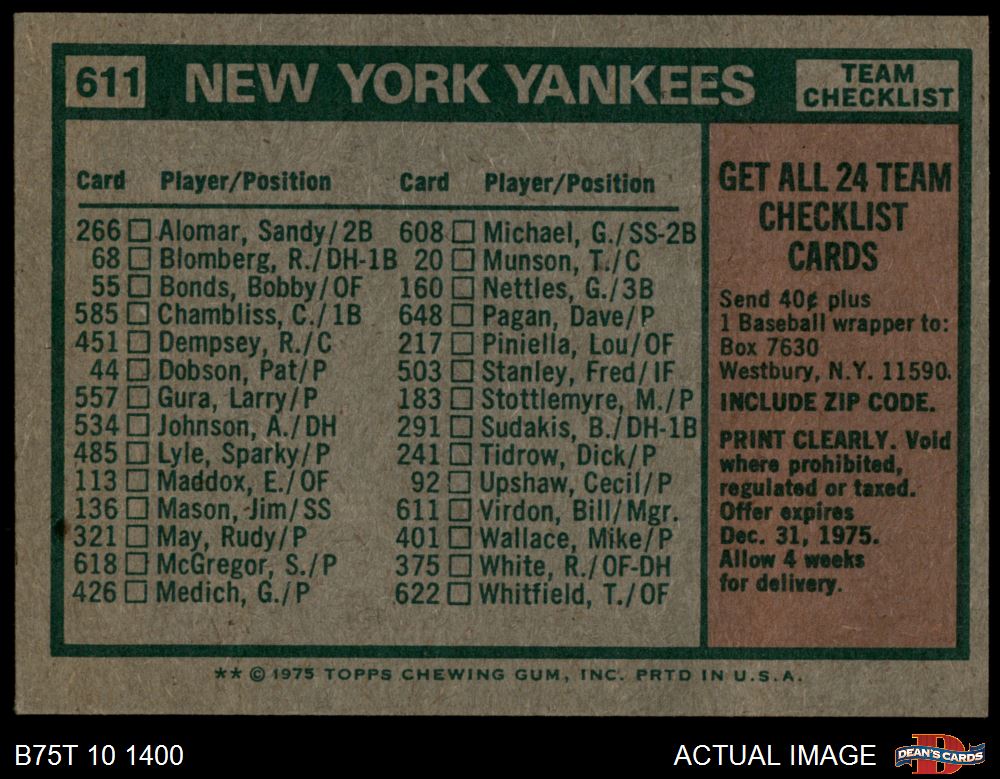 611 NEW YORK YANKEES TEAM CHECKLIST
Card Player/Position
266 Alomar, Sandy/2B
68 Blomberg, R./DH-1B
55 Bonds, Bobby/OF
585 Chambliss, C./1B
451 Dempsey, R./C
44 Dobson, Pat/P
557 Gura, Larry/P
534 Johnson, A./DH
485 Lyle, Sparky/P
113 Maddox, E./OF
136 Mason, Jim/SS
321 May, Rudy/P
618 McGregor, S./P
426 Medich, G./P
Card Player/Position
608 Michael, G./SS-2B
20 Munson, T./C
160 Nettles, G./3B
648 Pagan, Dave/P
217 Piniella, Lou/OF
503 Stanley, Fred/IF
183 Stottlemyre, M./P
291 Sudakis, B./DH-1B
241 Tidrow, Dick/P
92 Upshaw, Cecil/P
611 Virdon, Bill/Mgr.
401 Wallace, Mike/P
375 White, R./OF-DH
622 Whitfield, T./OF
GET ALL 24 TEAM
CHECKLIST
CARDS
Send 40¢ plus
1 Baseball wrapper to:
Box 7630
Westbury, N.Y. 11590.
INCLUDE ZIP CODE.
PRINT CLEARLY. Void
where prohibited,
regulated or taxed.
Offer expires
Dec. 31, 1975.
Allow 4 weeks
for delivery.
** © 1975 TOPPS CHEWING GUM, INC. PRTD IN U.S.A.
B75T 10 1400
ACTUAL IMAGE
DEAN'S CARDS